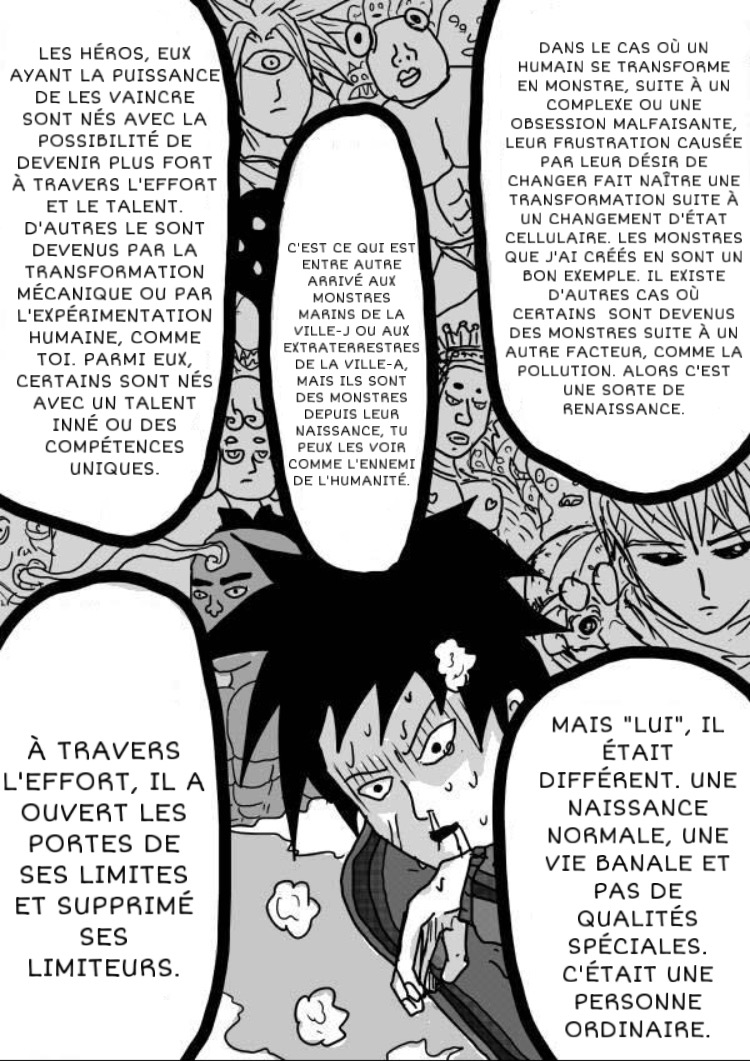 DANS LE CAS OÙ UN
HUMAIN SE TRANSFORME
EN MONSTRE, SUITE À UN
COMPLEXE OU UNE
OBSESSION MALFAISANTE,
LEUR FRUSTRATION CAUSÉE
PAR LEUR DÉSIR DE
CHANGER FAIT NAÎTRE UNE
TRANSFORMATION SUITE À
UN CHANGEMENT D'ÉTAT
CELLULAIRE. LES MONSTRES
QUE J'AI CRÉÉS EN SONT UN
BON EXEMPLE. IL EXISTE
D'AUTRES CAS OÙ
CERTAINS SONT DEVENUS
DES MONSTRES SUITE À UN
AUTRE FACTEUR, COMME LA
POLLUTION. ALORS C'EST
UNE SORTE DE
RENAISSANCE.
C'EST CE QUI EST
ENTRE AUTRE
ARRIVÉ AUX
MONSTRES
MARINS DE LA
VILLE-J OU AUX
EXTRATERRESTRES
DE LA VILLE-A,
MAIS ILS SONT
DES MONSTRES
DEPUIS LEUR
NAISSANCE, TU
PEUX LES VOIR
COMME L'ENNEMI
DE L'HUMANITÉ.
LES HÉROS, EUX
AYANT LA PUISSANCE
DE LES VAINCRE
SONT NÉS AVEC LA
POSSIBILITÉ DE
DEVENIR PLUS FORT
À TRAVERS L'EFFORT
ET LE TALENT.
D'AUTRES LE SONT
DEVENUS PAR LA
TRANSFORMATION
MÉCANIQUE OU PAR
L'EXPÉRIMENTATION
HUMAINE, COMME
TOI. PARMI EUX,
CERTAINS SONT NÉS
AVEC UN TALENT
INNÉ OU DES
COMPÉTENCES
UNIQUES.
MAIS "LUI", IL
ÉTAIT
DIFFÉRENT. UNE
NAISSANCE
NORMALE, UNE
VIE BANALE ET
PAS DE
QUALITÉS
SPÉCIALES.
C'ÉTAIT UNE
PERSONNE
ORDINAIRE.
À TRAVERS
L'EFFORT, IL A
OUVERT LES
PORTES DE
SES LIMITES
ET SUPPRIMÉ
SES
LIMITEURS.